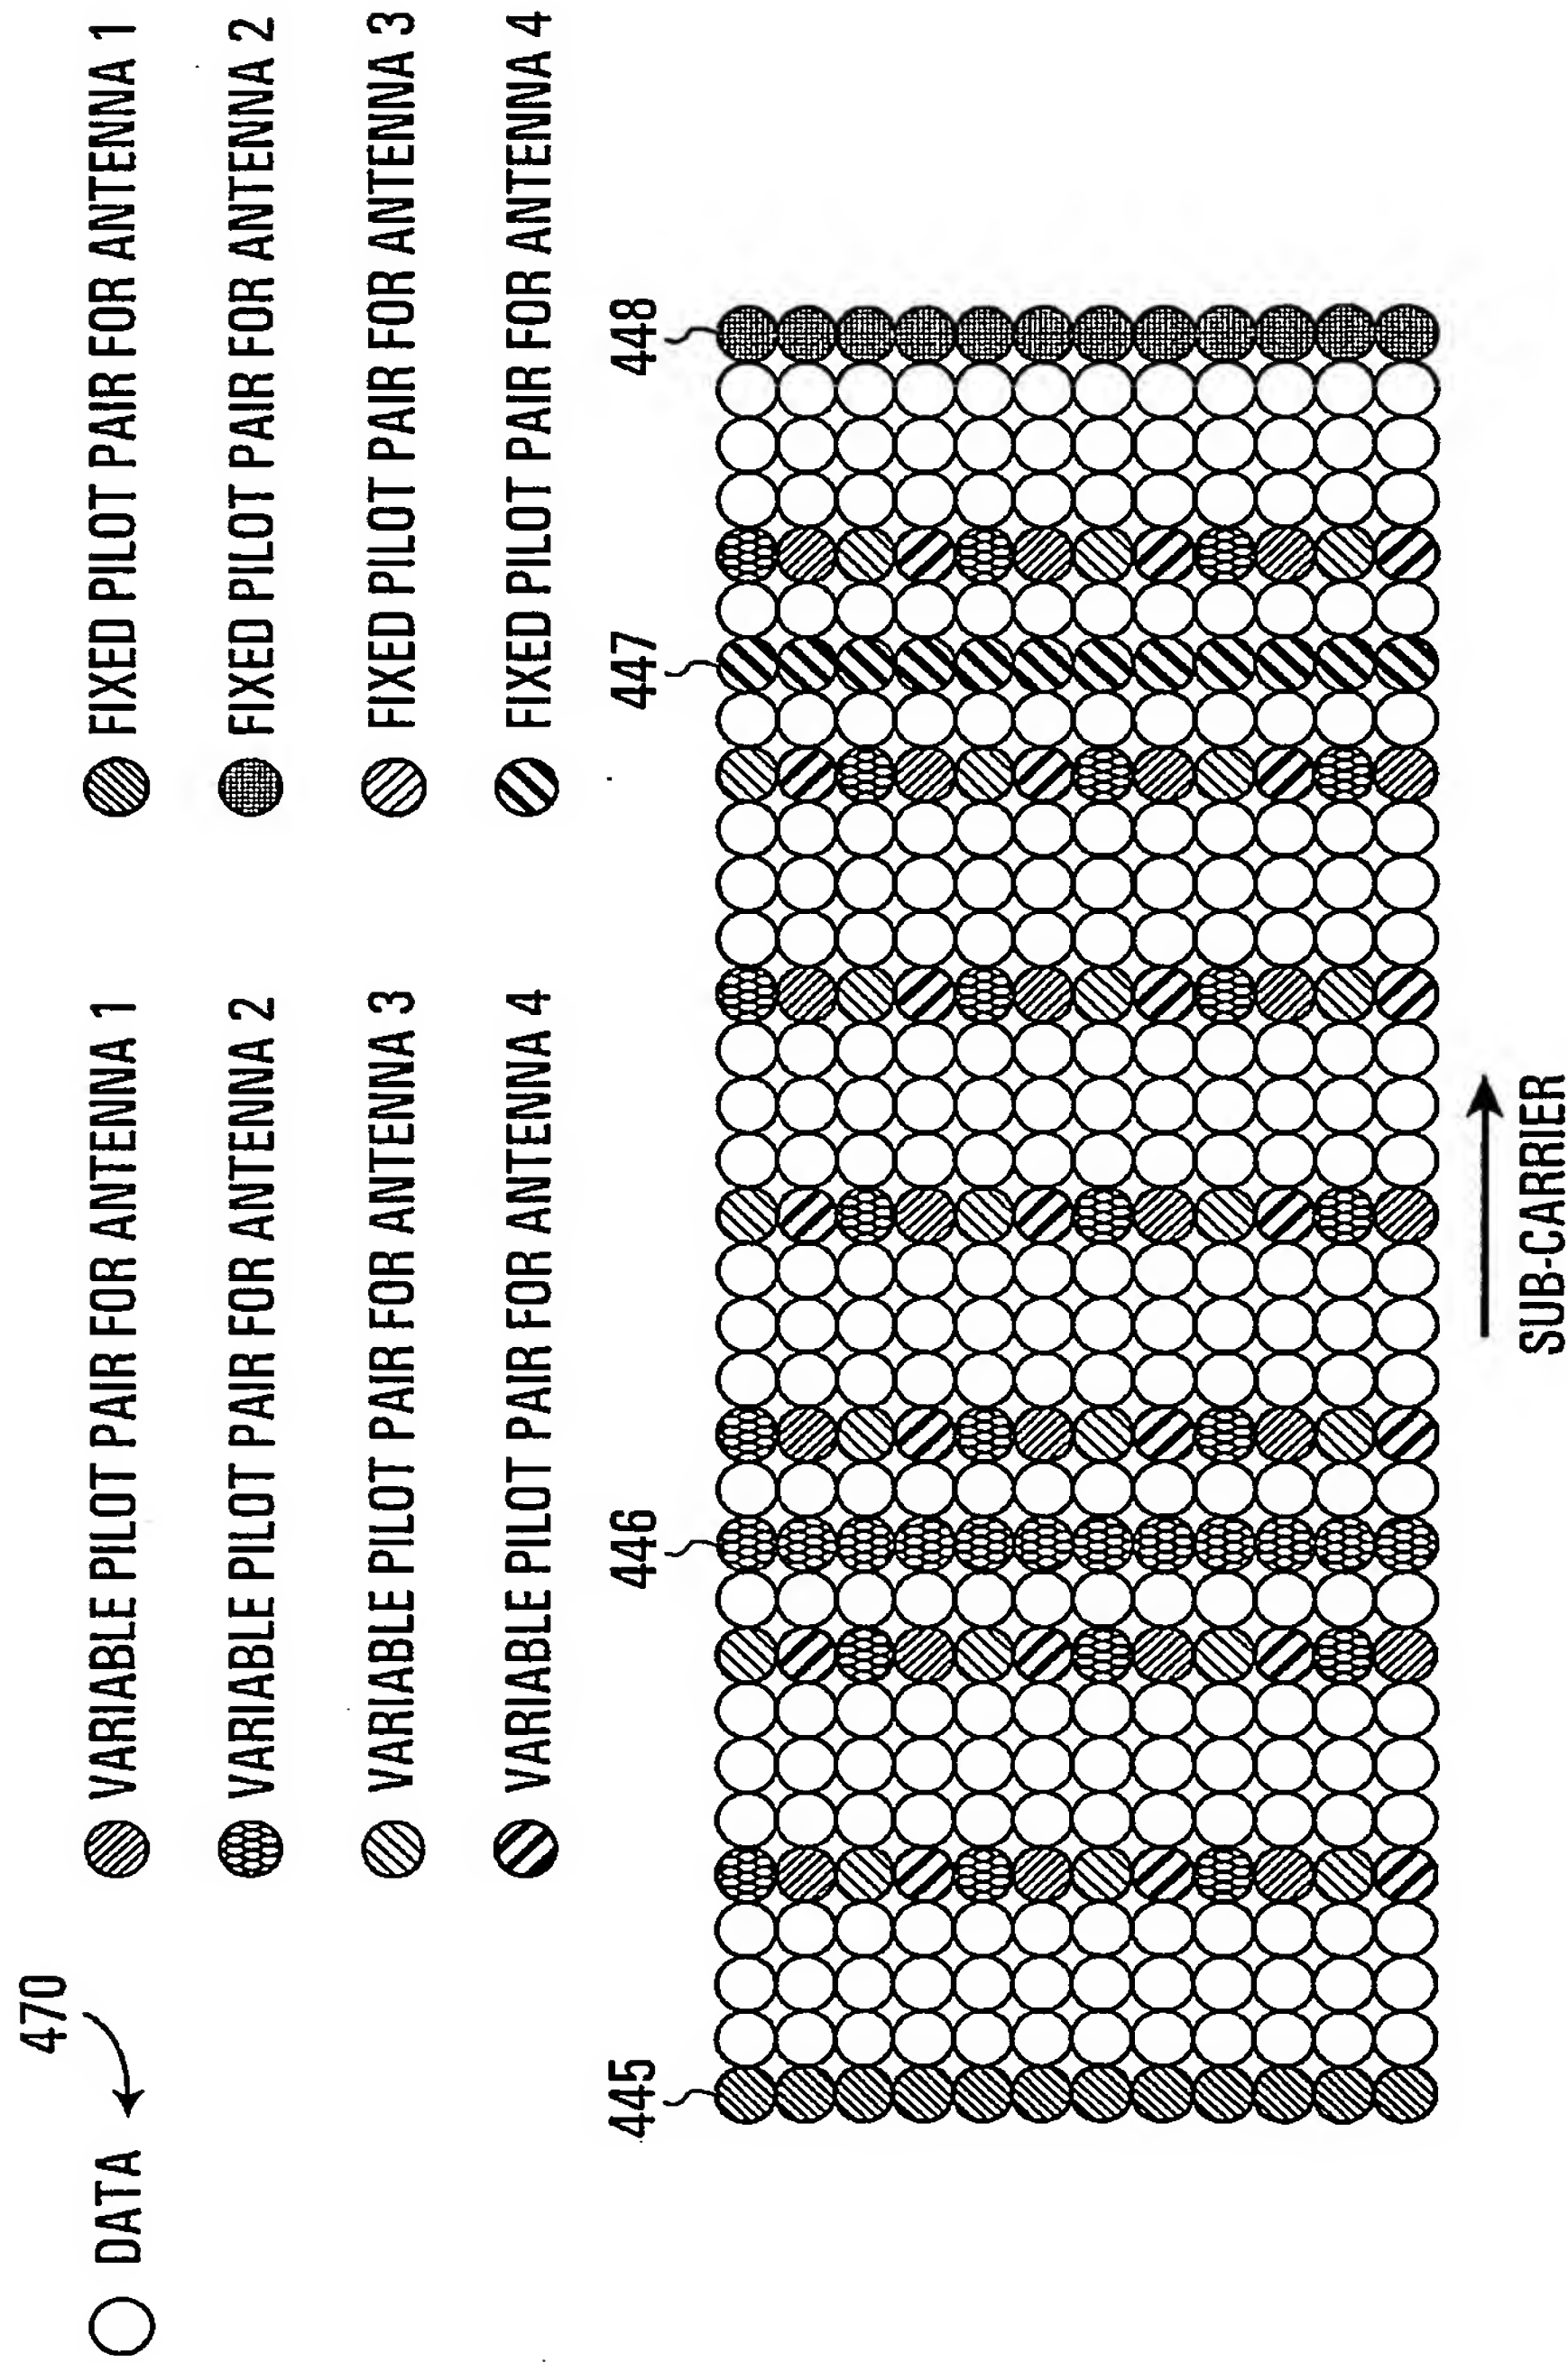 470
DATA
VARIABLE PILOT PAIR FOR ANTENNA 1
FIXED PILOT PAIR FOR ANTENNA 1
VARIABLE PILOT PAIR FOR ANTENNA 2
FIXED PILOT PAIR FOR ANTENNA 2
VARIABLE PILOT PAIR FOR ANTENNA 3
FIXED PILOT PAIR FOR ANTENNA 3
VARIABLE PILOT PAIR FOR ANTENNA 4
FIXED PILOT PAIR FOR ANTENNA 4
445
446
447
448
SUB-CARRIER